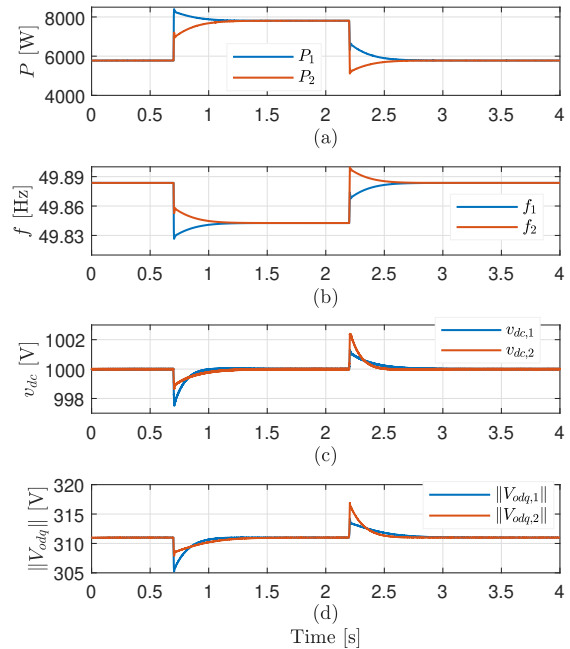 8000
6000
4000
P [W]
P1
P2
0 0.5 1 1.5 2 2.5 3 3.5 4
(a)
49.89
49.86
49.83
f [Hz]
f1
f2
0 0.5 1 1.5 2 2.5 3 3.5 4
(b)
1002
1000
998
vdc [V]
vdc,1
vdc,2
0 0.5 1 1.5 2 2.5 3 3.5 4
(c)
320
315
310
305
‖Vodq‖ [V]
‖Vodq,1‖
‖Vodq,2‖
0 0.5 1 1.5 2 2.5 3 3.5 4
(d)
Time [s]